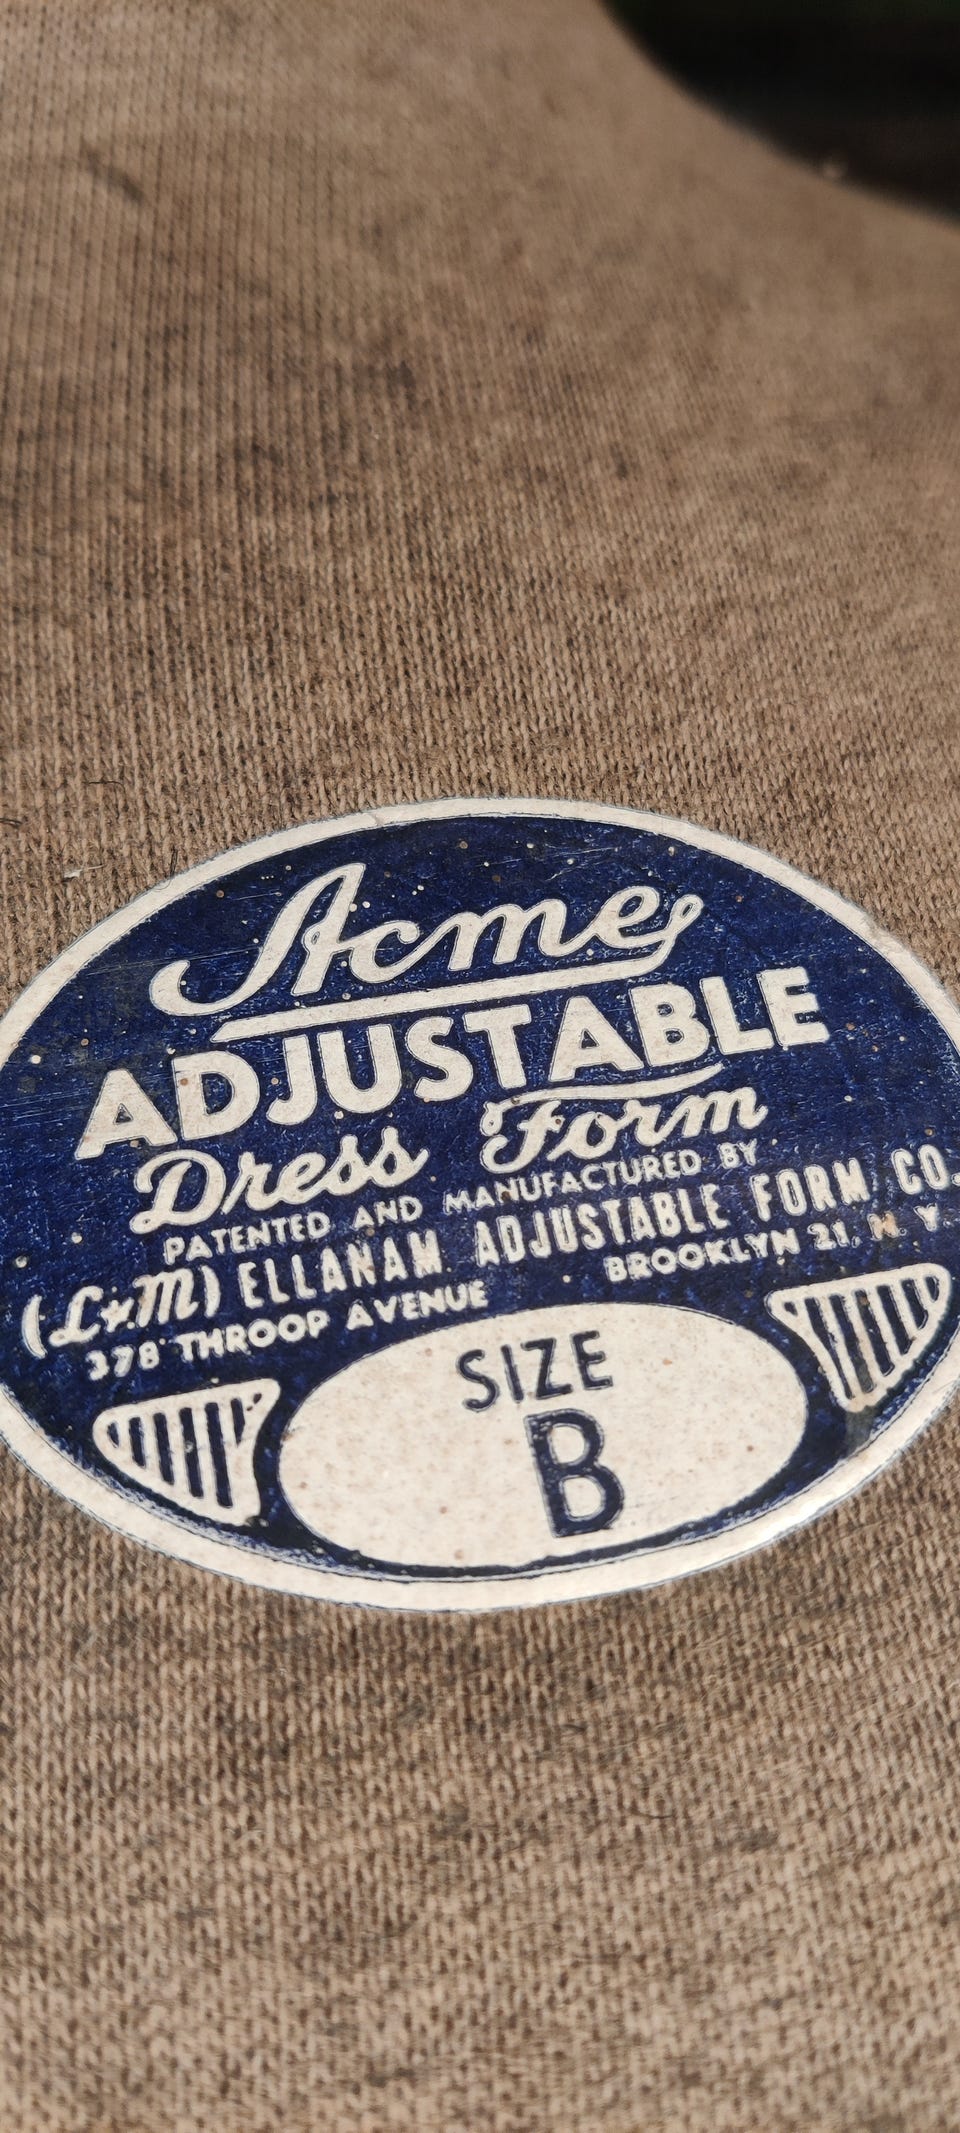 Acme
ADJUSTABLE
Dress Form
PATENTED AND MANUFACTURED BY
(L&M) ELLANAM ADJUSTABLE FORM CO.
378 THROOP AVENUE BROOKLYN 21, N. Y.
SIZE
B